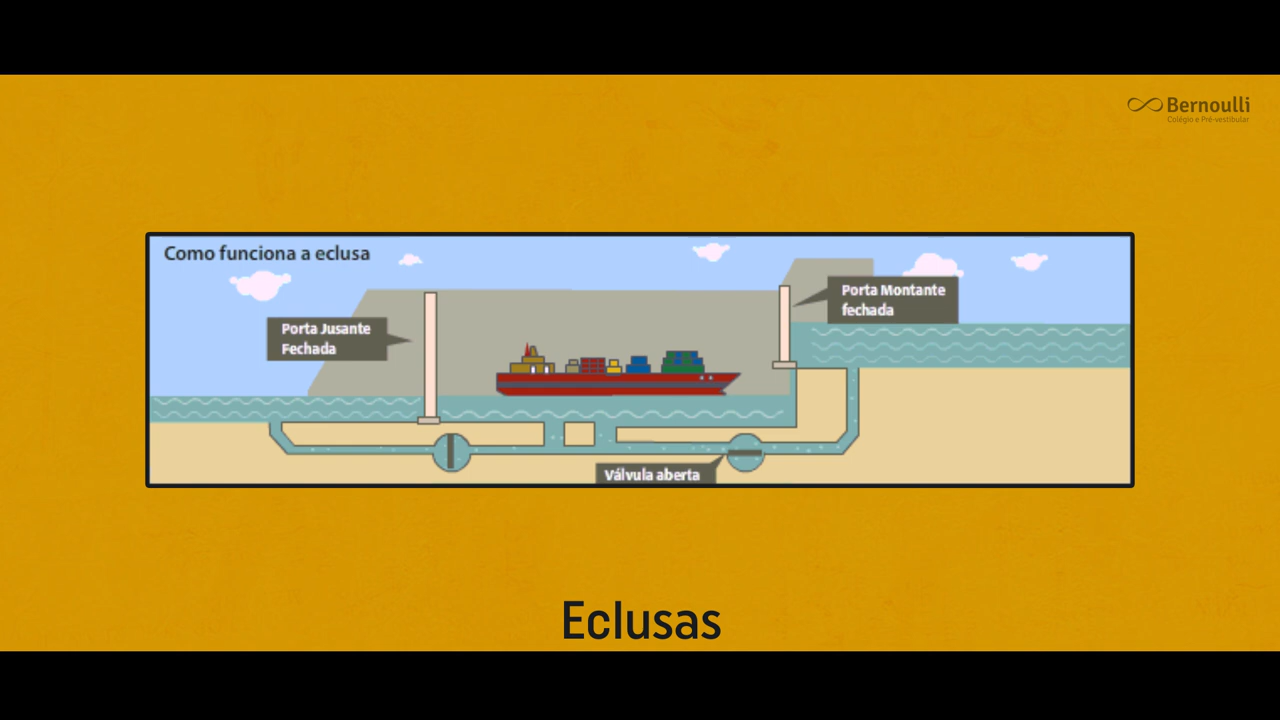 Bernoulli
Colégio e Pré-vestibular
Como funciona a eclusa
Porta Montante
fechada
Porta Jusante
Fechada
Válvula aberta
Eclusas